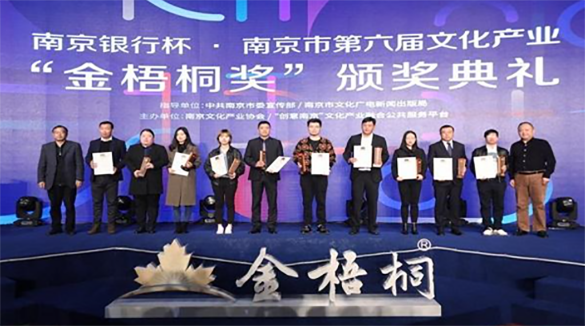 南京银行杯·南京市第六届文化产业
“金梧桐奖”颁奖典礼
指导单位:中共南京市委宣传部/南京市文化广电新闻出版局
主办单位:南京文化产业协会/“创意南京”文化产业融合公共服务平台
金梧桐®